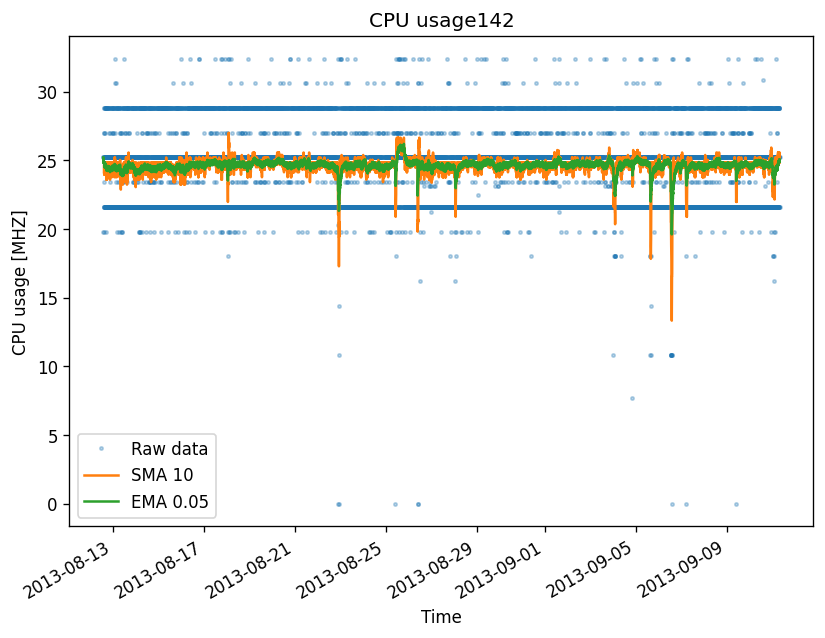 CPU usage142
CPU usage [MHZ]
30
25
20
15
10
5
0
Raw data
SMA 10
EMA 0.05
2013-08-13
2013-08-17
2013-08-21
2013-08-25
2013-08-29
2013-09-01
2013-09-05
2013-09-09
Time